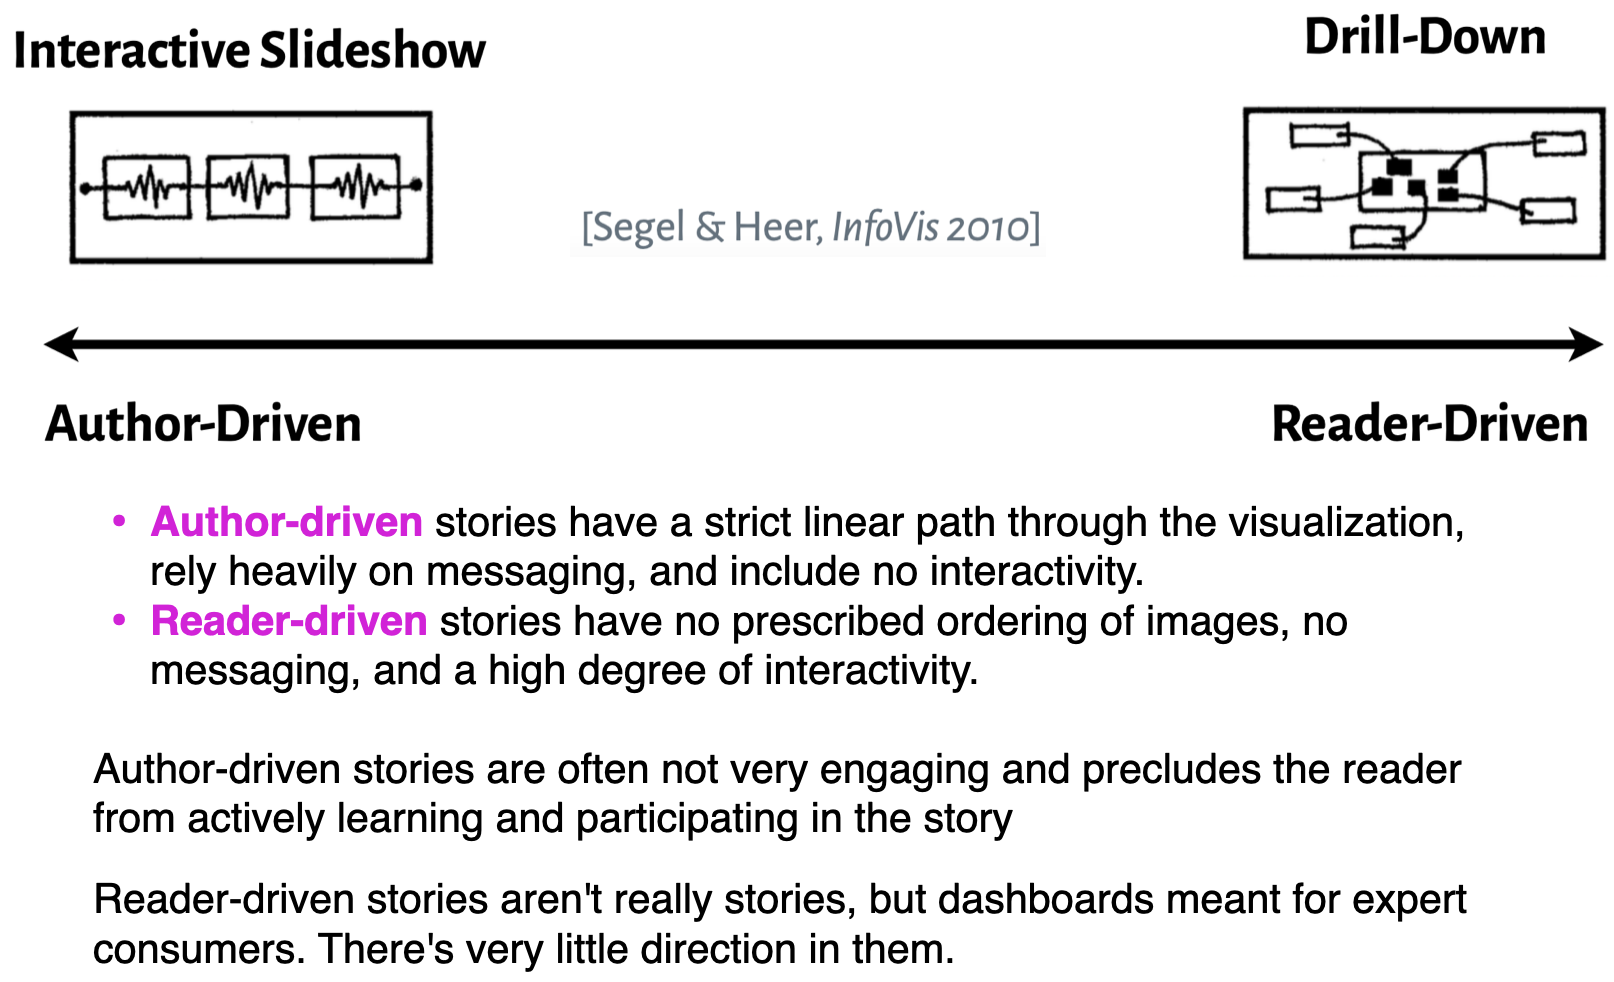 Interactive Slideshow
Drill-Down
[Segel & Heer, InfoVis 2010]
Author-Driven
Reader-Driven
• Author-driven stories have a strict linear path through the visualization,
rely heavily on messaging, and include no interactivity.
• Reader-driven stories have no prescribed ordering of images, no
messaging, and a high degree of interactivity.
Author-driven stories are often not very engaging and precludes the reader
from actively learning and participating in the story
Reader-driven stories aren't really stories, but dashboards meant for expert
consumers. There's very little direction in them.